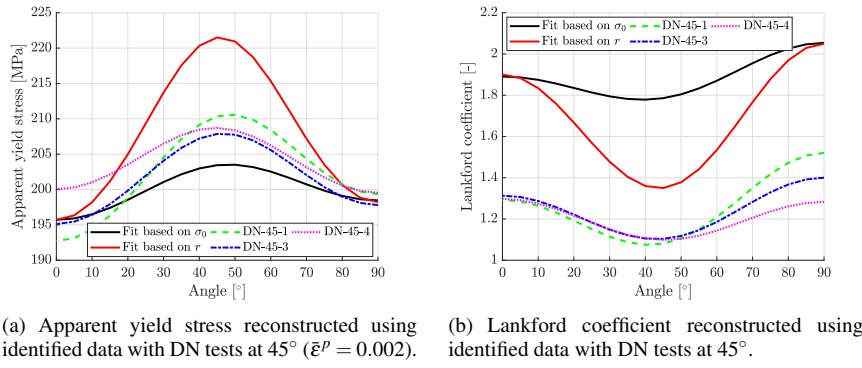 225
220
215
210
205
200
195
190
Apparent yield stress [MPa]
Fit based on σ₀
Fit based on r
DN-45-1
DN-45-3
DN-45-4
0 10 20 30 40 50 60 70 80 90
Angle [°]
2.2
2
1.8
1.6
1.4
1.2
1
Lankford coefficient [-]
Fit based on σ₀
Fit based on r
DN-45-1
DN-45-3
DN-45-4
0 10 20 30 40 50 60 70 80 90
Angle [°]
(a) Apparent yield stress reconstructed using
identified data with DN tests at 45° (ε̄ᵖ = 0.002).
(b) Lankford coefficient reconstructed using
identified data with DN tests at 45°.